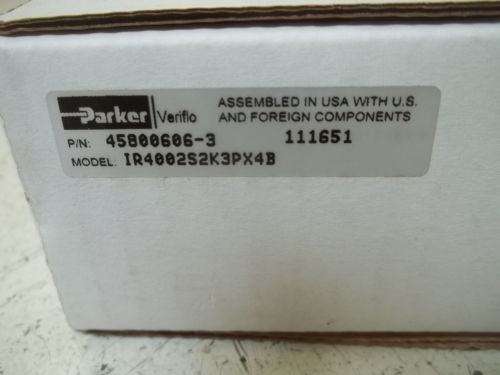 Parker Veriflo
ASSEMBLED IN USA WITH U.S.
AND FOREIGN COMPONENTS
P/N: 45800606-3 111651
MODEL: IR4002S2K3PX4B